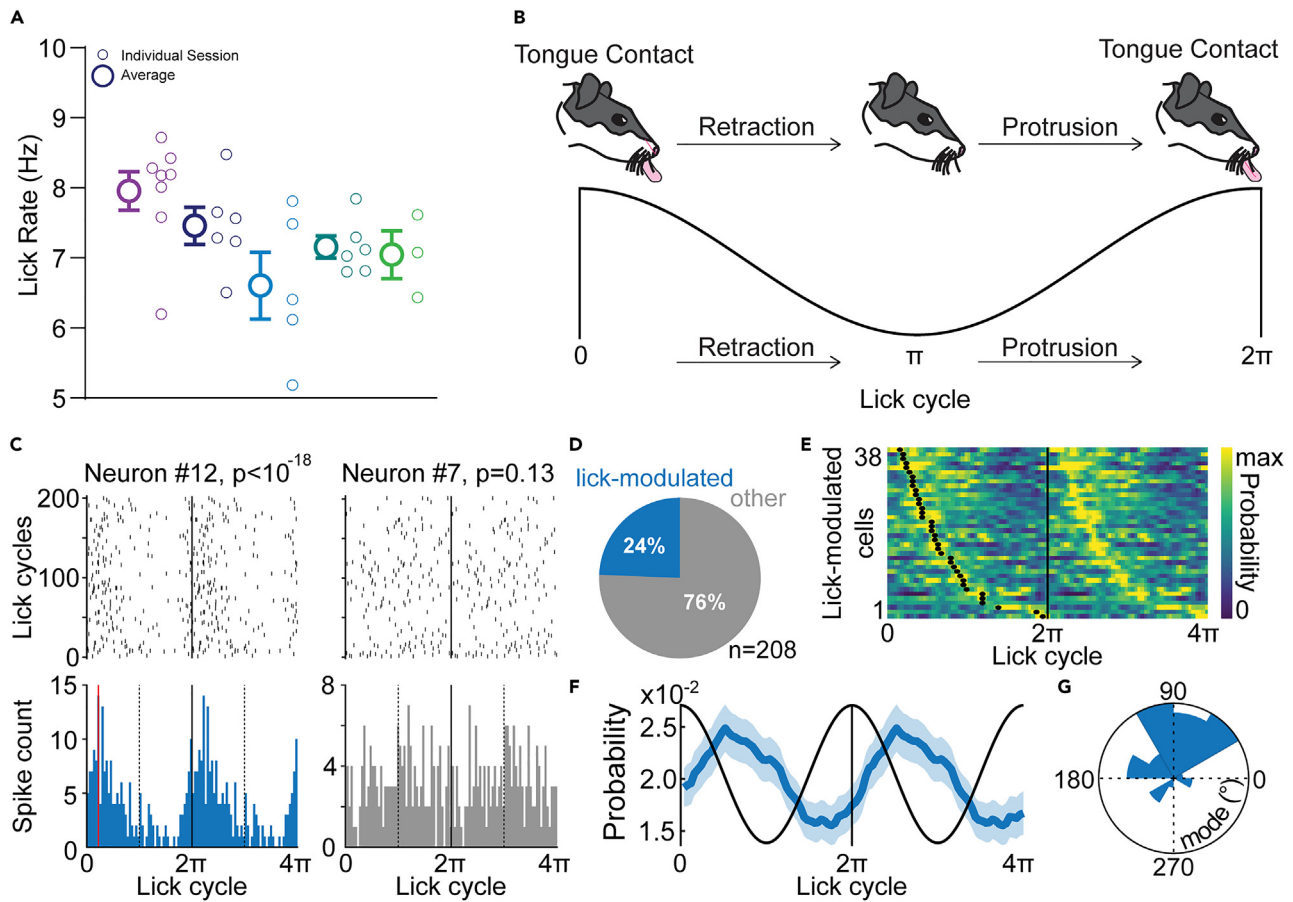 A
10
9
8
7
6
5
Lick Rate (Hz)
Individual Session
Average
B
Tongue Contact
Tongue Contact
Retraction
Protrusion
Retraction
Protrusion
0
π
2π
Lick cycle
C
Neuron #12, p<10⁻¹⁸
Neuron #7, p=0.13
200
100
0
Lick cycles
15
10
5
0
Spike count
0
2π
4π
Lick cycle
8
4
0
0
2π
4π
Lick cycle
D
lick-modulated
other
24%
76%
n=208
E
38
1
Lick-modulated
cells
0
2π
4π
Lick cycle
max
0
Probability
F
x10⁻²
2.5
2.0
1.5
Probability
0
2π
4π
Lick cycle
G
90
180
0
270
mode (°)